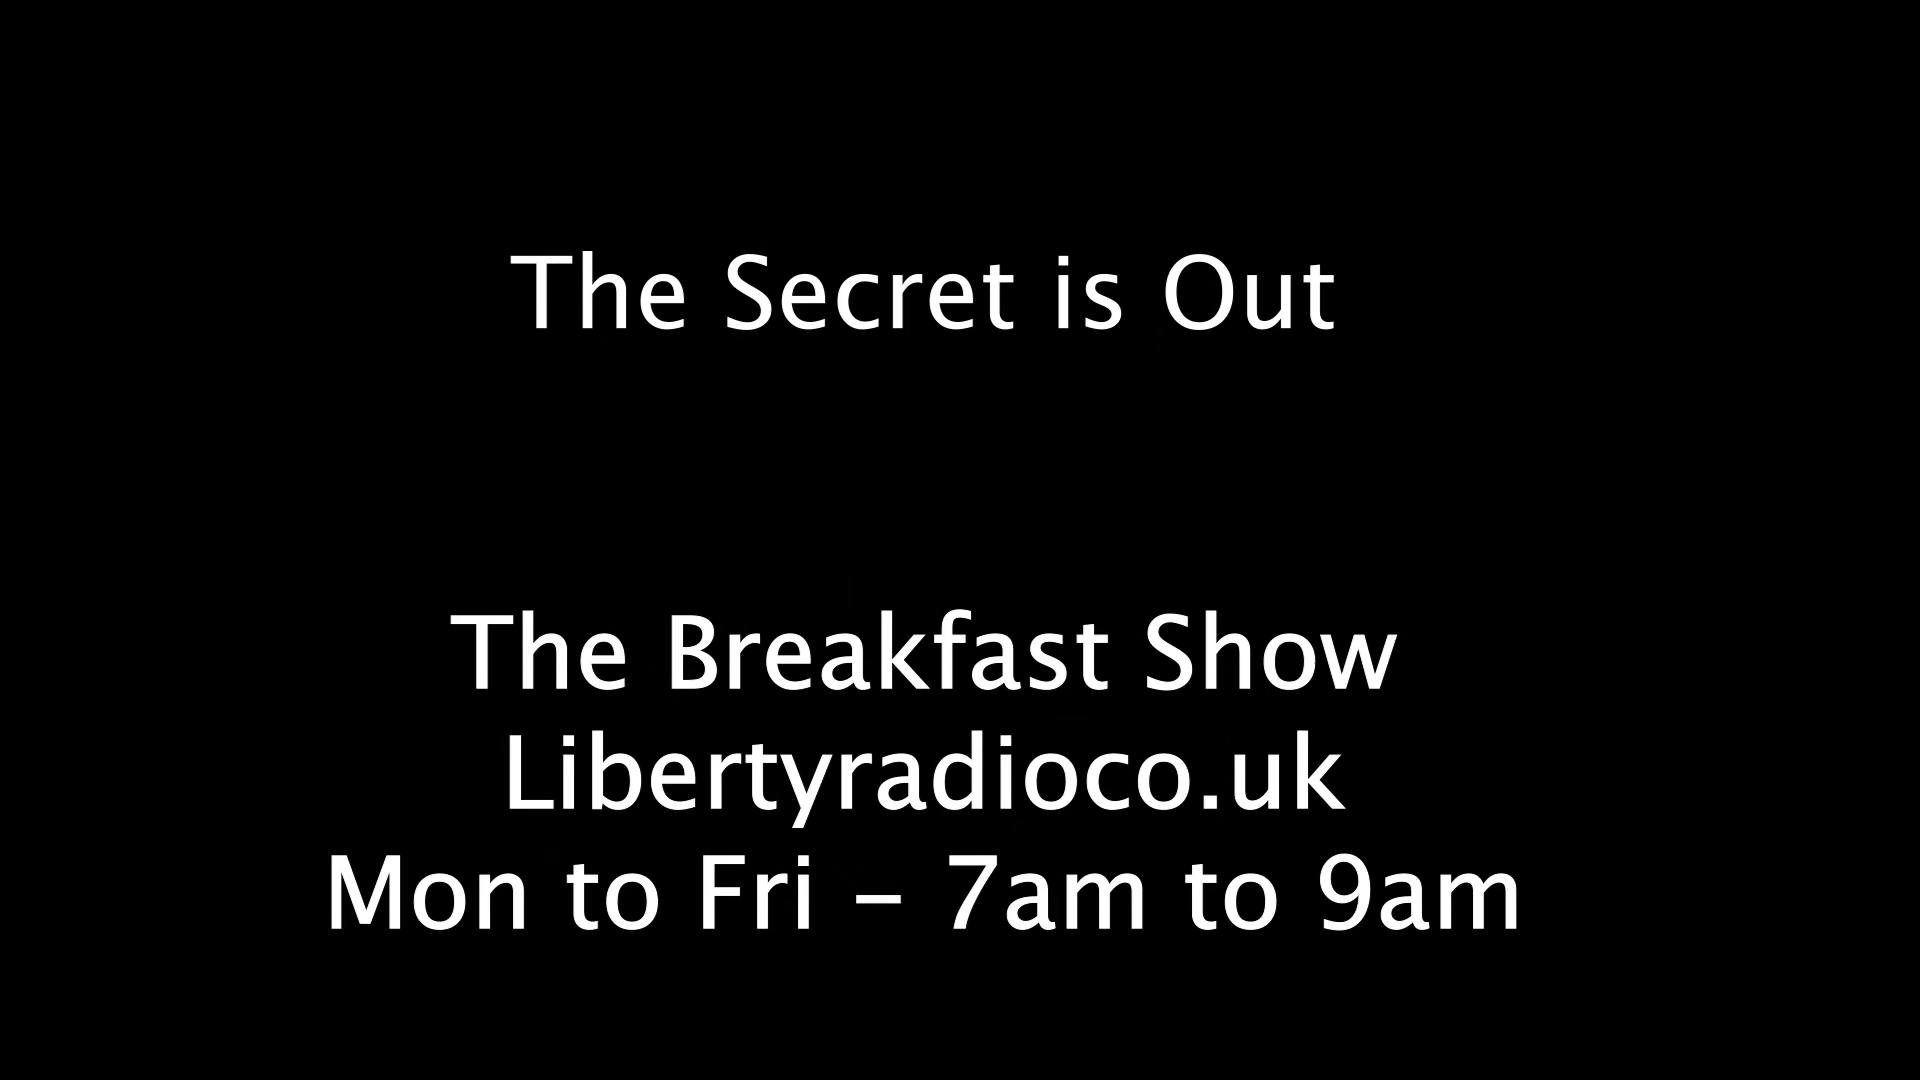 The Secret is Out
The Breakfast Show
Libertyradioco.uk
Mon to Fri - 7am to 9am